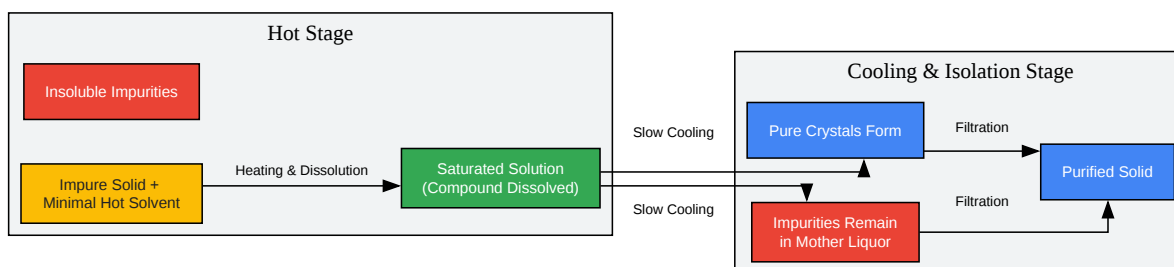 Hot Stage
Insoluble Impurities
Impure Solid +
Minimal Hot Solvent
Heating & Dissolution
Saturated Solution
(Compound Dissolved)
Slow Cooling
Slow Cooling
Cooling & Isolation Stage
Pure Crystals Form
Filtration
Purified Solid
Impurities Remain
in Mother Liquor
Filtration